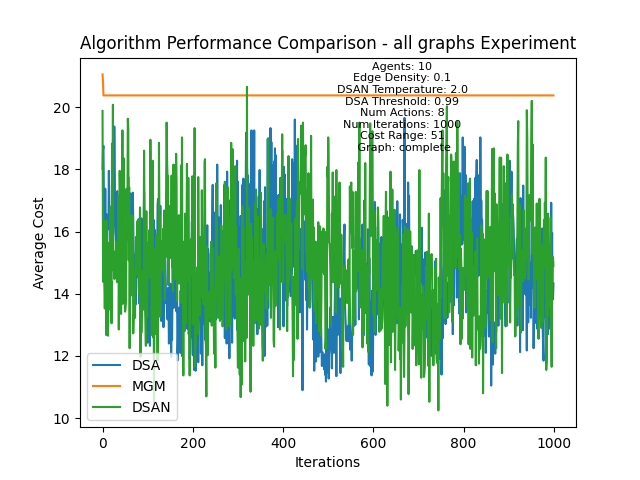 Algorithm Performance Comparison - all graphs Experiment
Agents: 10
Edge Density: 0.1
DSAN Temperature: 2.0
DSA Threshold: 0.99
Num Actions: 8
Num Iterations: 1000
Cost Range: 51
Graph: complete
Average Cost
20
18
16
14
12
10
DSA
MGM
DSAN
0
200
400
600
800
1000
Iterations